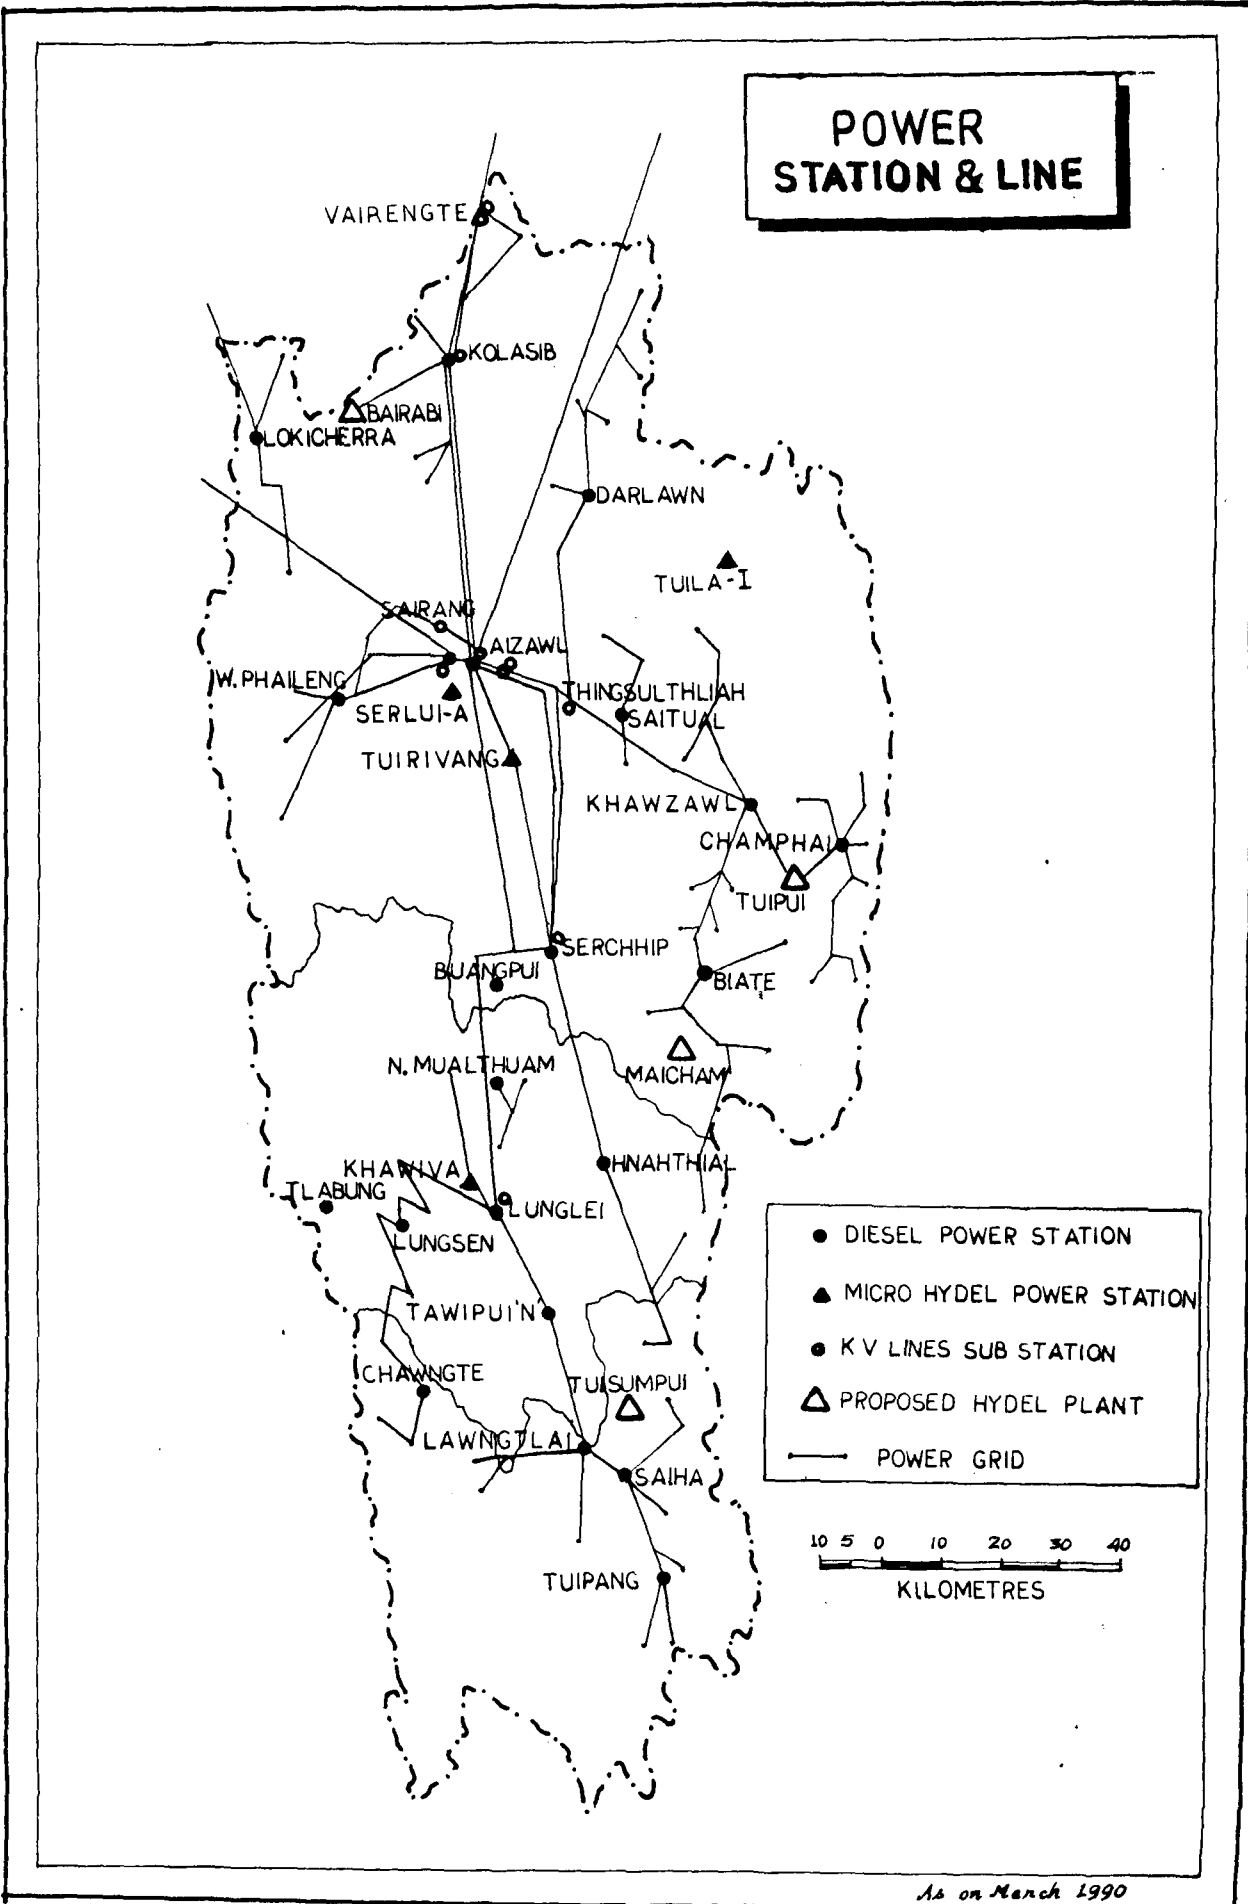 POWER
STATION & LINE
VAIRENGTE
KOLASIB
BAIRABI
LOKICHERRA
DARLAWN
TUILA-I
SAIRANG
AIZAWL
W. PHAILENG
THINGSULTHLIAH
SERLUI-A
SAITUAL
TUIRIVANG
KHAWZAWL
CHAMPHAI
TUIPUI
SERCHHIP
BUANGPUI
BIATE
N. MUALTHUAM
MAICHAM
HNAHTHIAL
KHAWIVA
TLABUNG
LUNGLEI
LUNGSEN
TAWIPUI'N'
CHAWNGTE
TUISUMPUI
LAWNGTLAI
SAIHA
TUIPANG
DIESEL POWER STATION
MICRO HYDEL POWER STATION
KV LINES SUB STATION
PROPOSED HYDEL PLANT
POWER GRID
10 5 0 10 20 30 40
KILOMETRES
As on March 1990